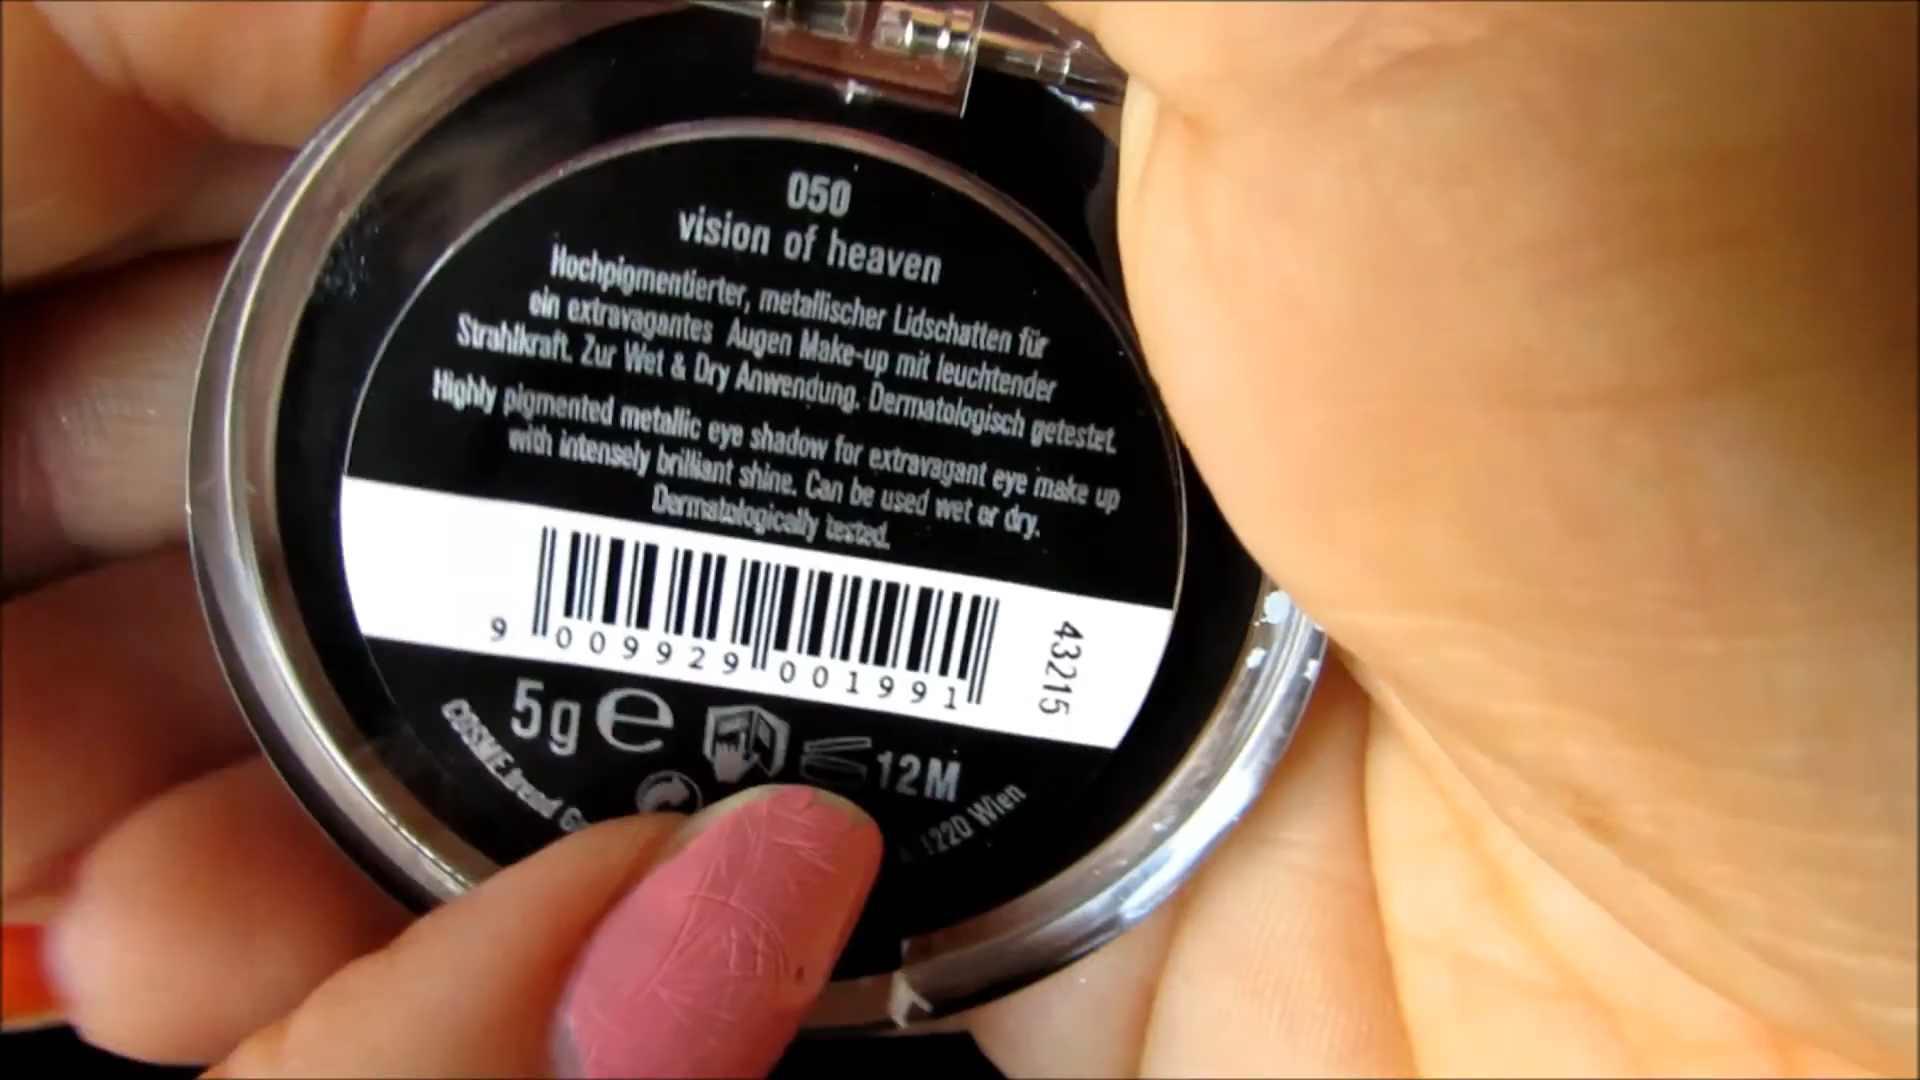 050
vision of heaven
Hochpigmentierter, metallischer Lidschatten für
ein extravagantes Augen Make-up mit leuchtender
Strahlkraft. Zur Wet & Dry Anwendung. Dermatologisch getestet.
Highly pigmented metallic eye shadow for extravagant eye make up
with intensely brilliant shine. Can be used wet or dry.
Dermatologically tested.
9 009929 001991
43215
5g e
12M
COSME trend
1220 Wien